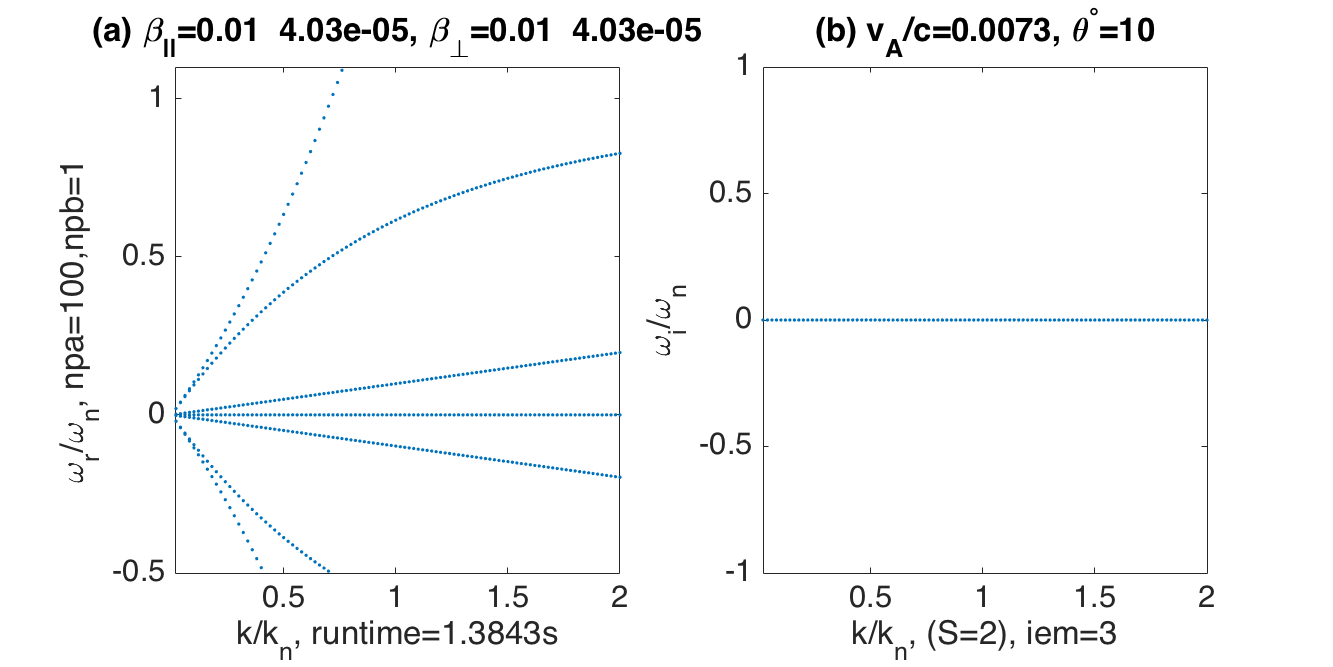 (a) β||=0.01 4.03e-05, β⊥=0.01 4.03e-05
1
0.5
0
-0.5
ωr/ωn, npa=100,npb=1
0.5 1 1.5 2
k/kn, runtime=1.3843s
(b) vA/c=0.0073, θ°=10
1
0.5
0
-0.5
-1
ωi/ωn
0.5 1 1.5 2
k/kn, (S=2), iem=3